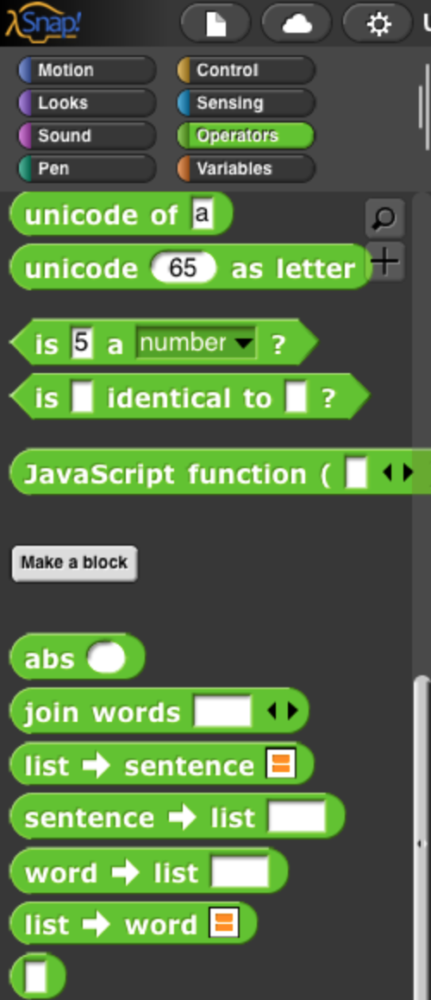 λSnap!
Motion Control
Looks Sensing
Sound Operators
Pen Variables
unicode of a
unicode 65 as letter
is 5 a number ?
is identical to ?
JavaScript function (
Make a block
abs
join words
list ➜ sentence
sentence ➜ list
word ➜ list
list ➜ word